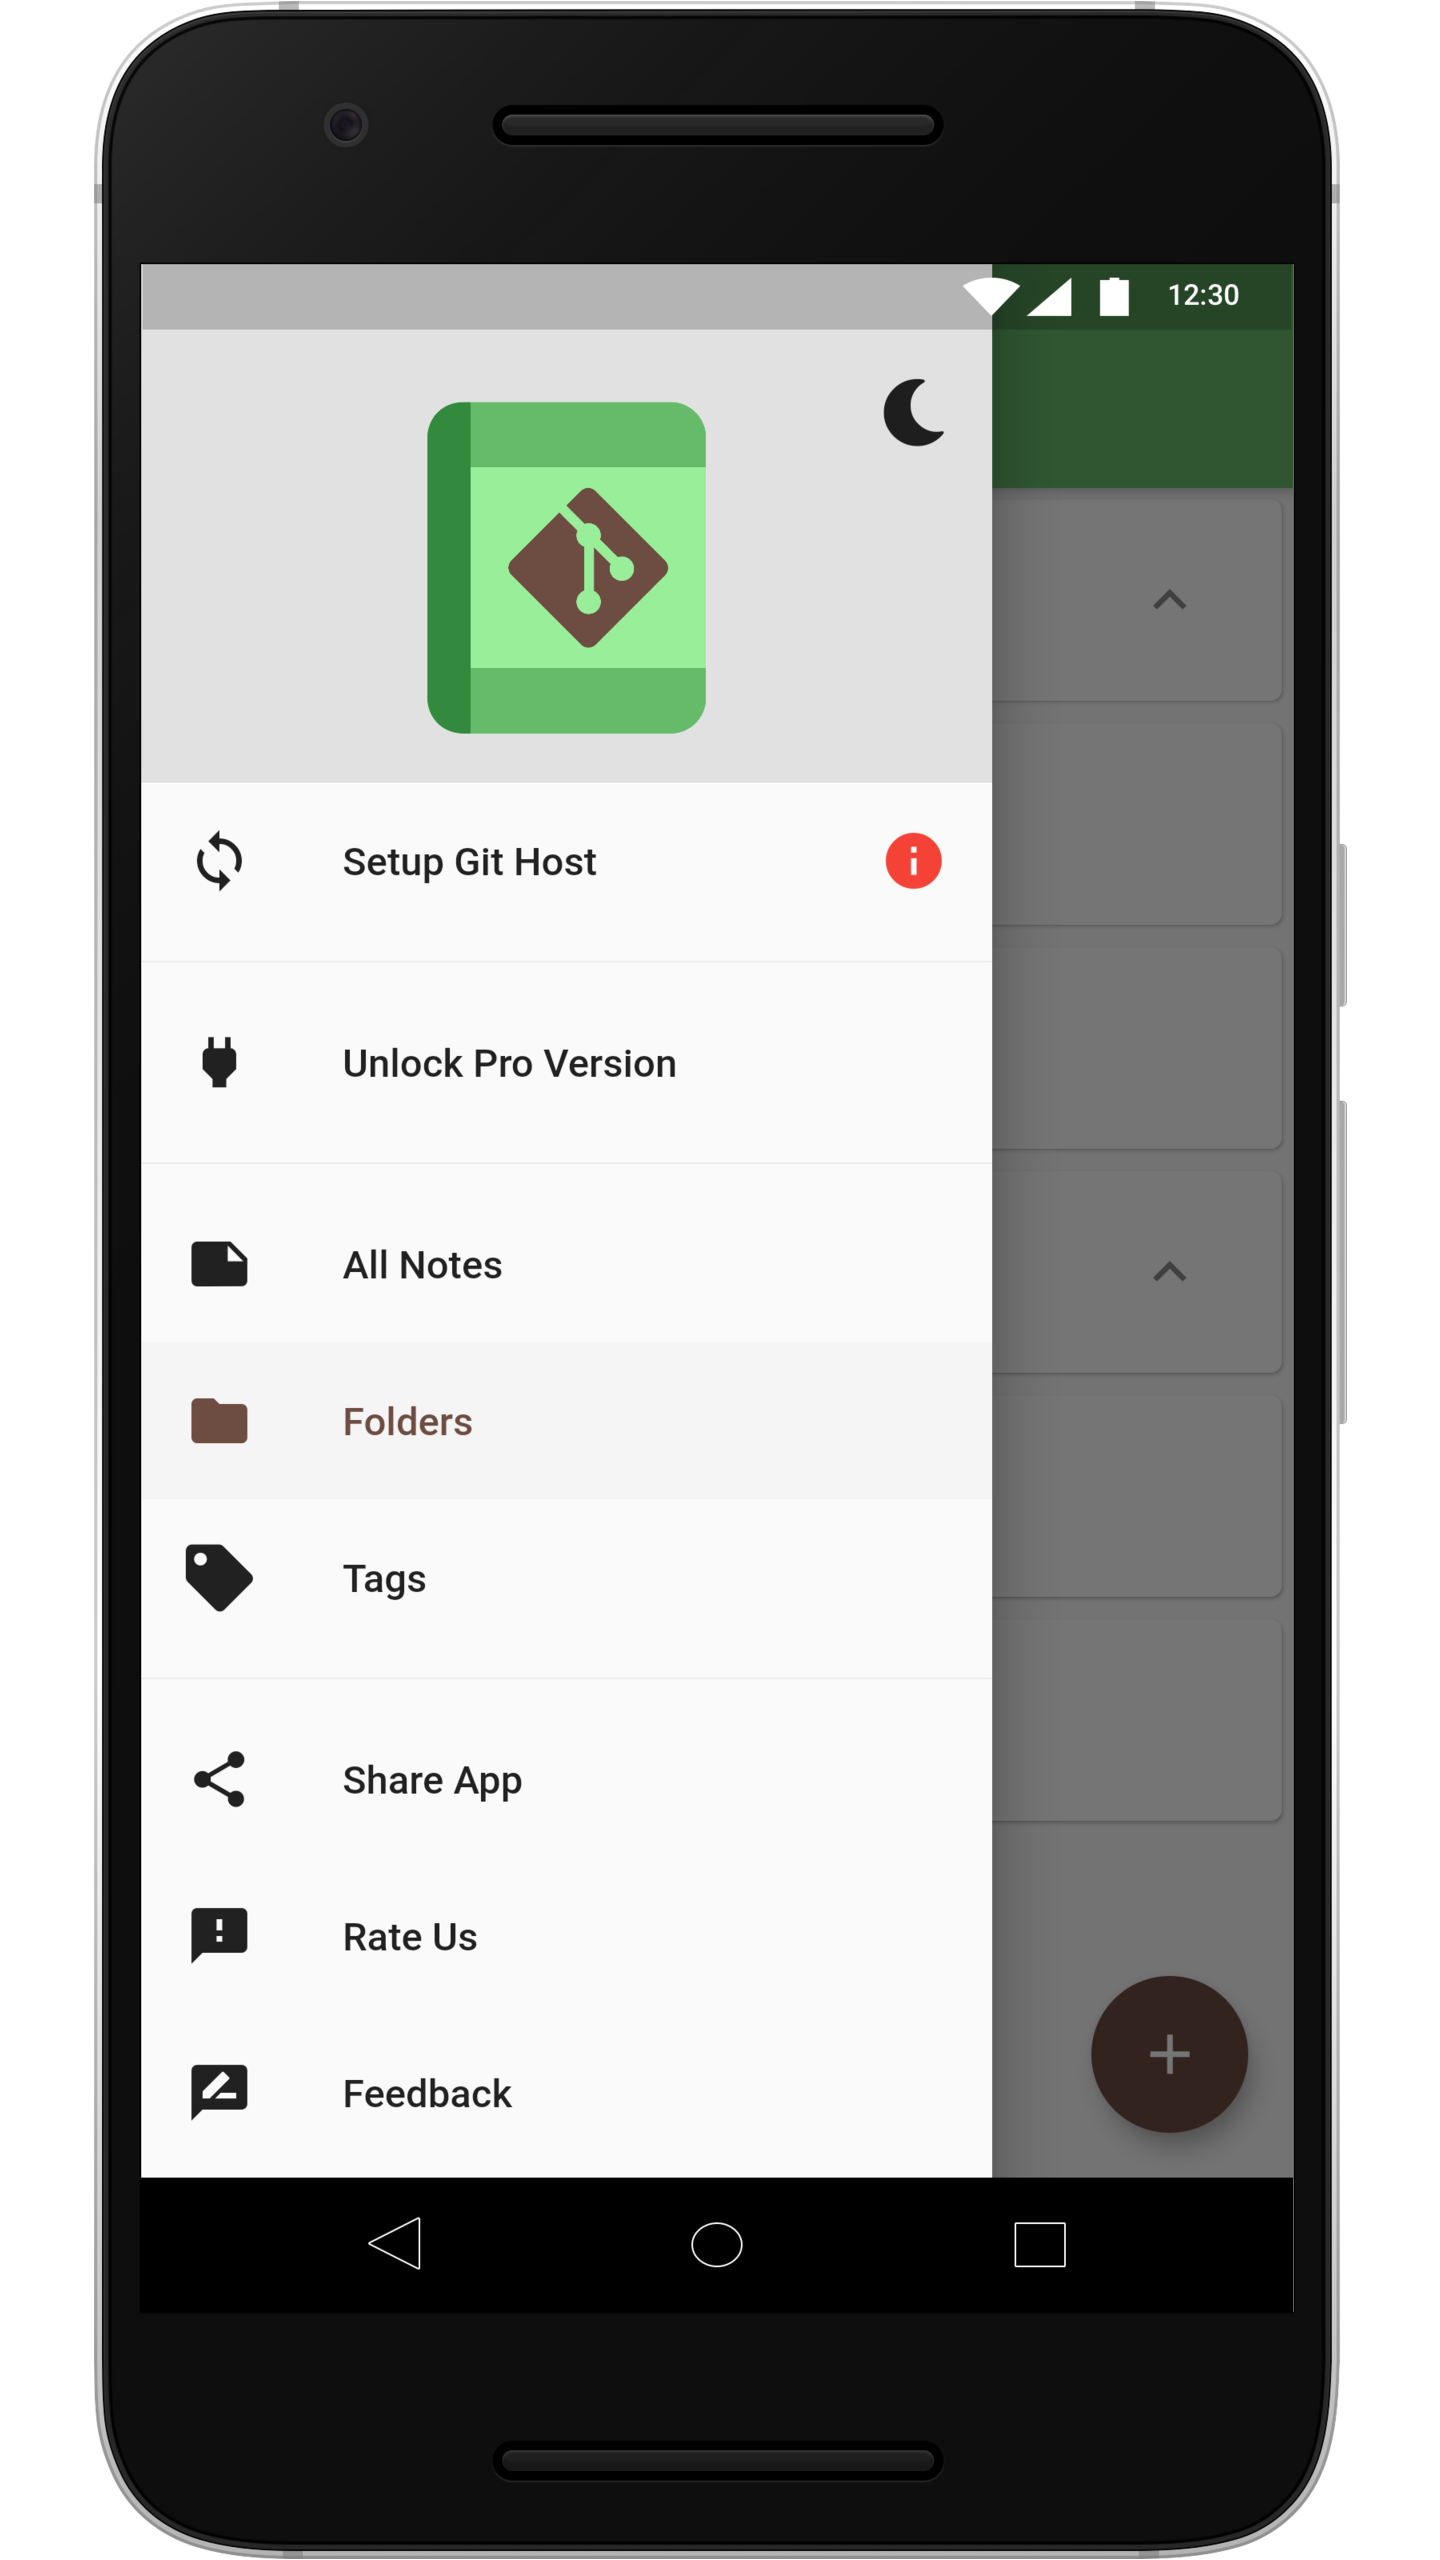 12:30
Setup Git Host
Unlock Pro Version
All Notes
Folders
Tags
Share App
Rate Us
Feedback